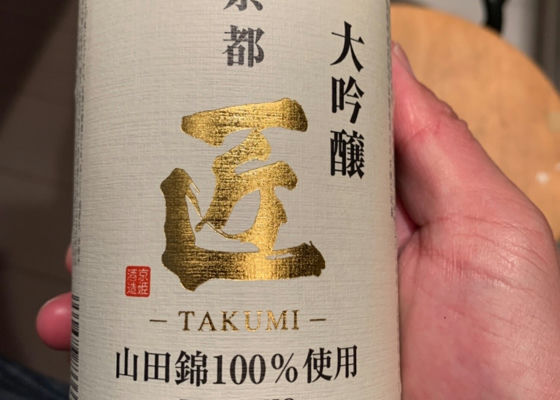 京都
大吟醸
匠
京姫
酒造
TAKUMI
山田錦100%使用